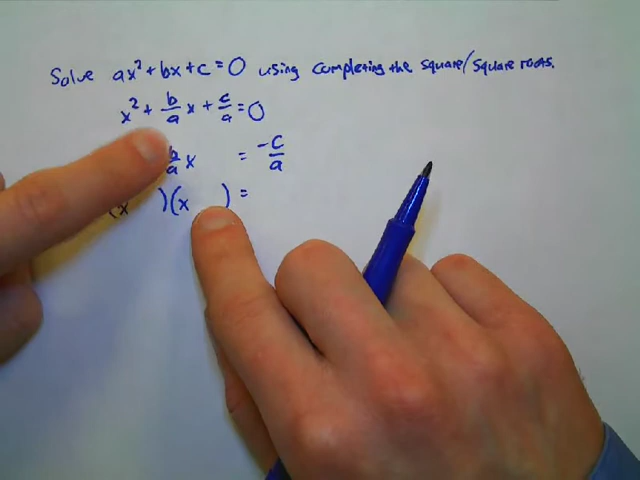 Solve ax² + bx + c = 0 using completing the square/square roots.
x² + b/a x + c/a = 0
b/a x = -c/a
(x )(x ) =